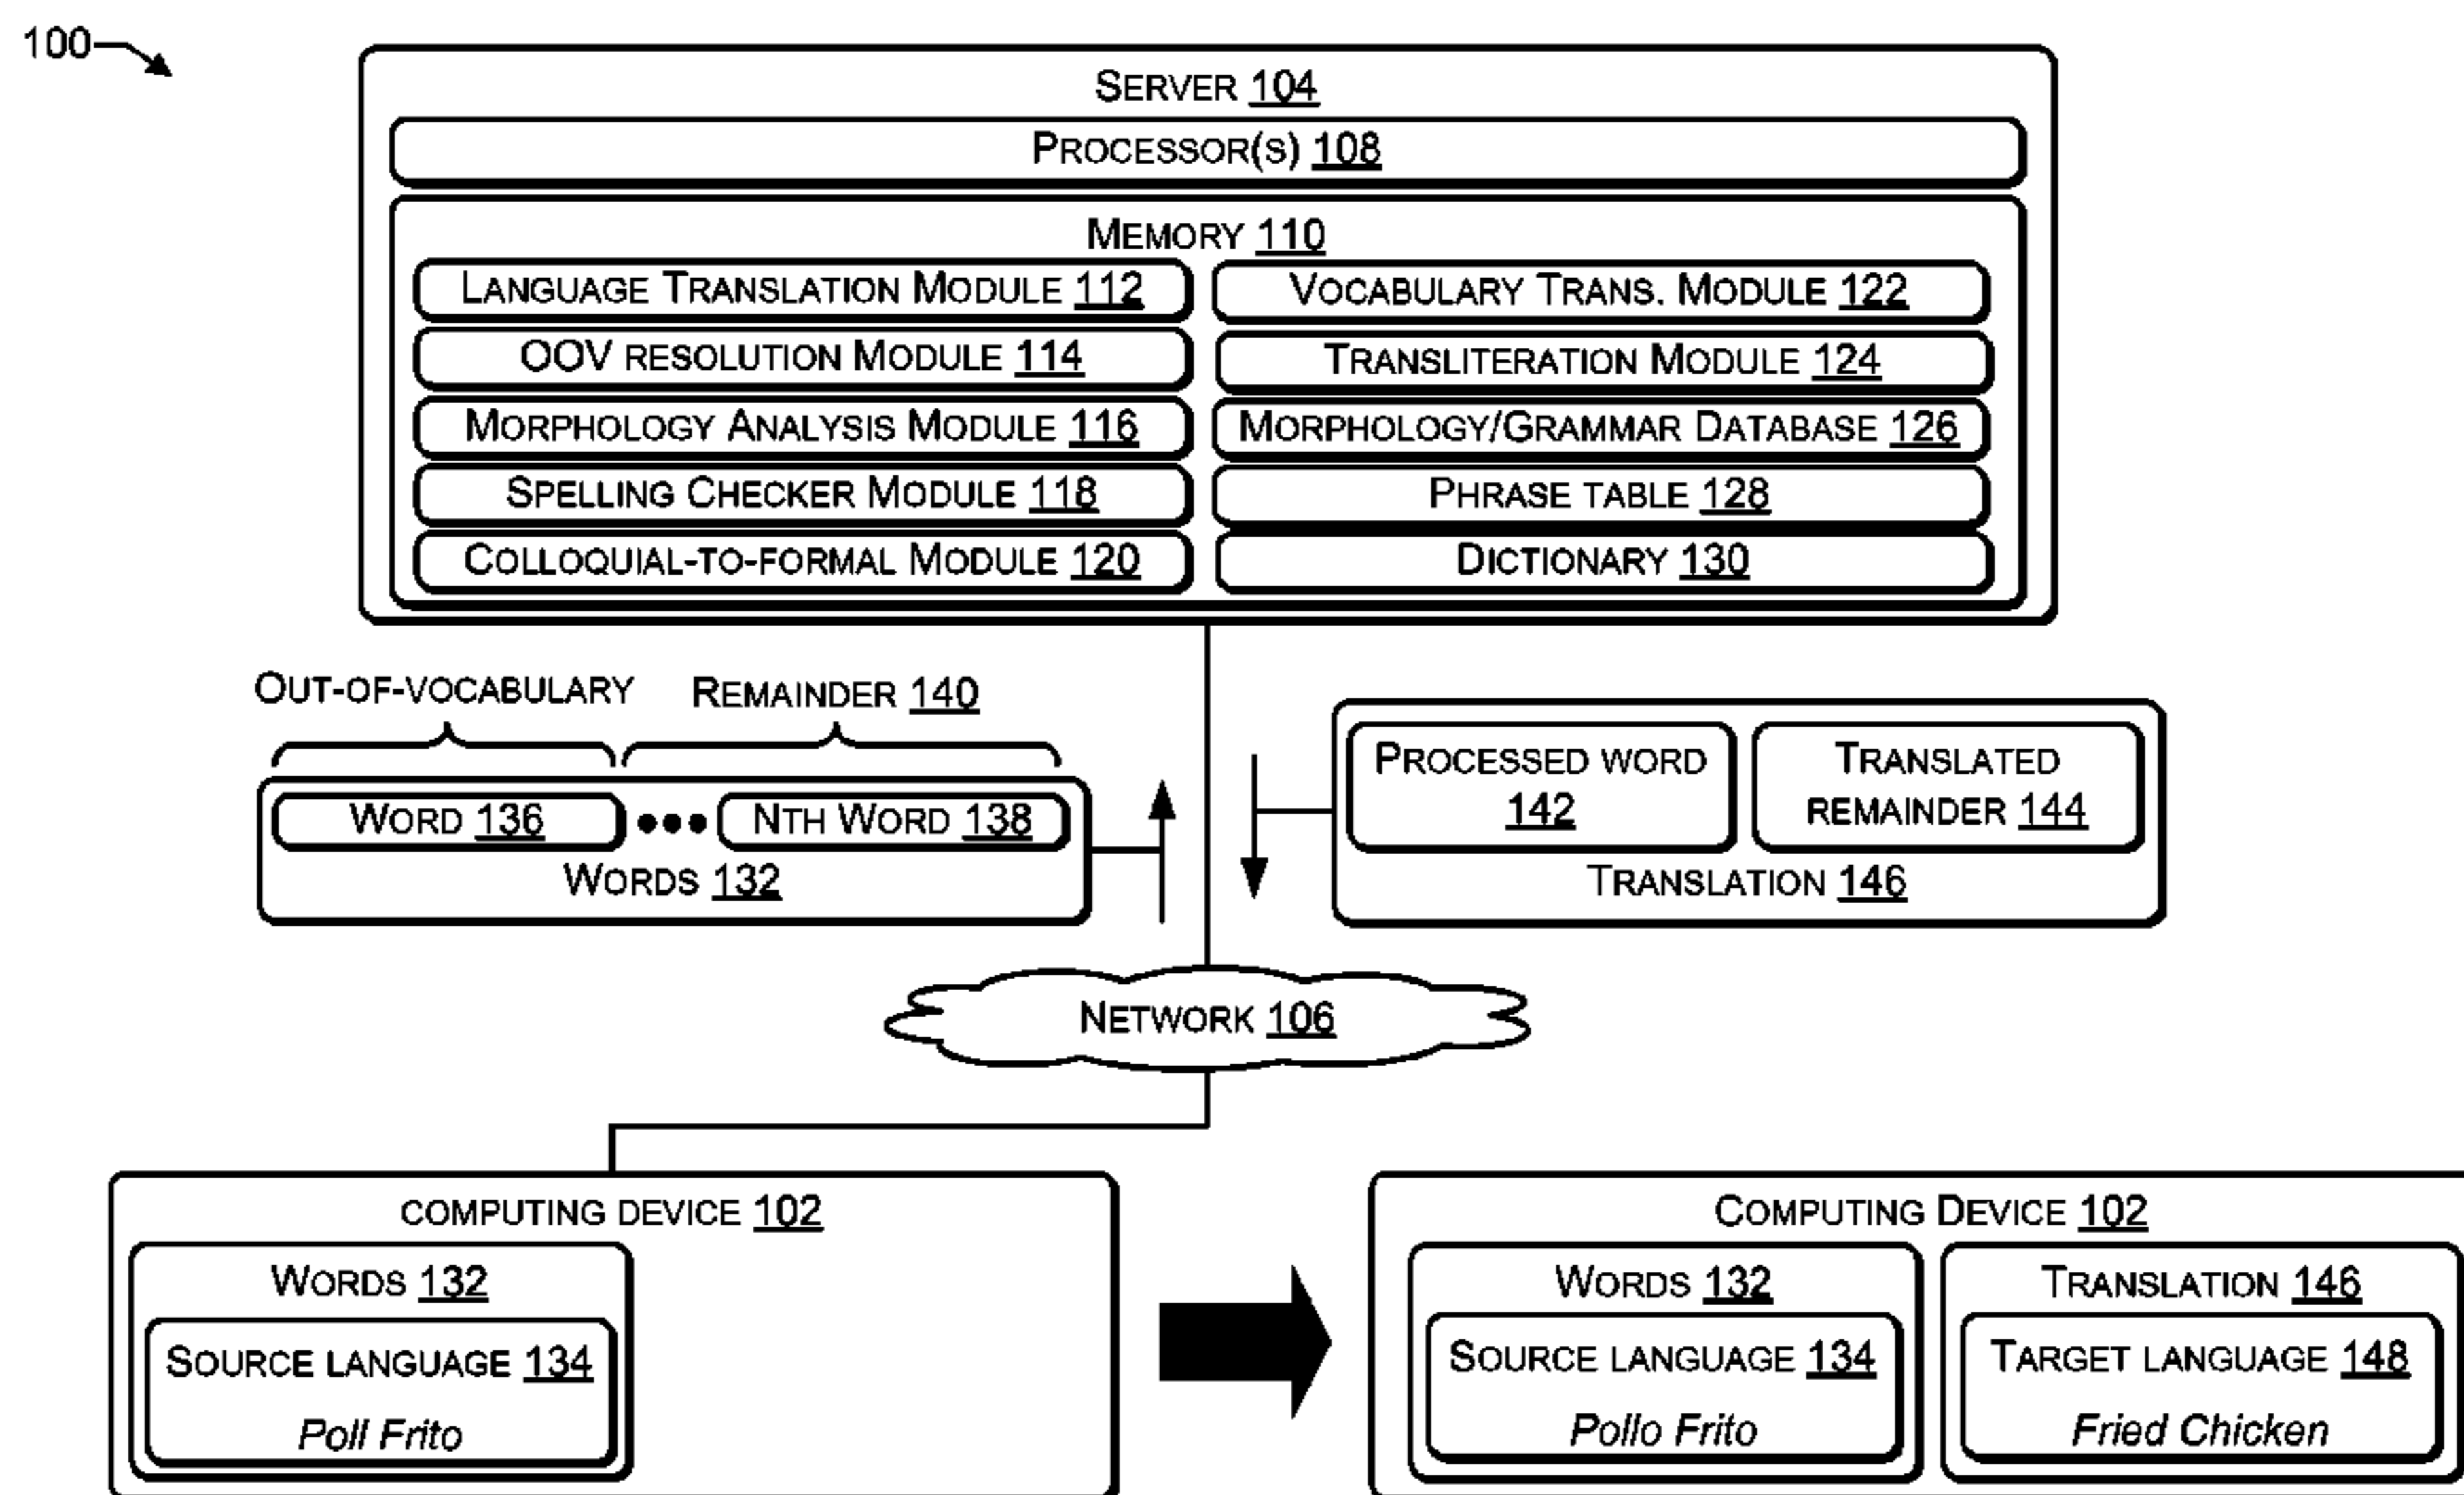 100
SERVER 104
PROCESSOR(S) 108
MEMORY 110
LANGUAGE TRANSLATION MODULE 112
VOCABULARY TRANS. MODULE 122
OOV RESOLUTION MODULE 114
TRANSLITERATION MODULE 124
MORPHOLOGY ANALYSIS MODULE 116
MORPHOLOGY/GRAMMAR DATABASE 126
SPELLING CHECKER MODULE 118
PHRASE TABLE 128
COLLOQUIAL-TO-FORMAL MODULE 120
DICTIONARY 130
OUT-OF-VOCABULARY
REMAINDER 140
WORD 136 ●●● NTH WORD 138
WORDS 132
PROCESSED WORD
142
TRANSLATED
REMAINDER 144
TRANSLATION 146
NETWORK 106
COMPUTING DEVICE 102
WORDS 132
SOURCE LANGUAGE 134
Poll Frito
COMPUTING DEVICE 102
WORDS 132
SOURCE LANGUAGE 134
Pollo Frito
TRANSLATION 146
TARGET LANGUAGE 148
Fried Chicken